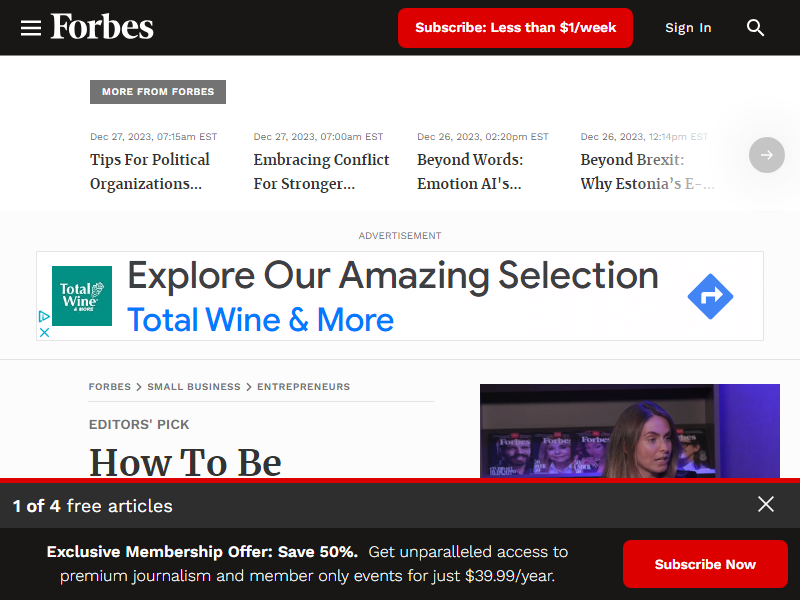 Forbes
Subscribe: Less than $1/week
Sign In
MORE FROM FORBES
Dec 27, 2023, 07:15am EST
Tips For Political
Organizations...
Dec 27, 2023, 07:00am EST
Embracing Conflict
For Stronger...
Dec 26, 2023, 02:20pm EST
Beyond Words:
Emotion AI's...
Dec 26, 2023, 12:14pm EST
Beyond Brexit:
Why Estonia’s E-...
ADVERTISEMENT
Total
Wine
& MORE
Explore Our Amazing Selection
Total Wine & More
FORBES > SMALL BUSINESS > ENTREPRENEURS
EDITORS' PICK
How To Be
Forbes Forbes Forbes
1 of 4 free articles
Exclusive Membership Offer: Save 50%. Get unparalleled access to
premium journalism and member only events for just $39.99/year.
Subscribe Now